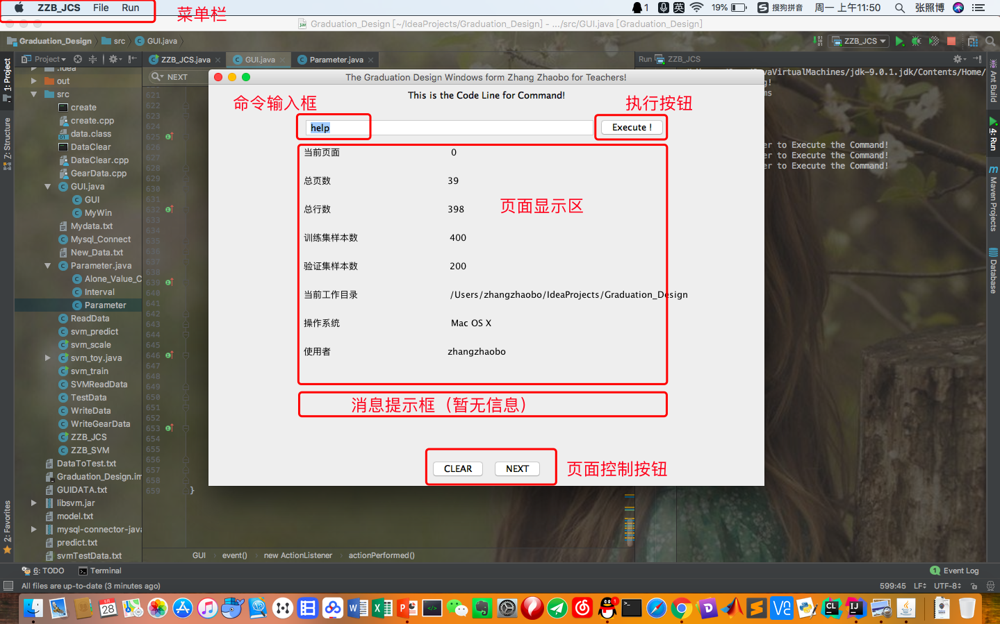 ZZB_JCS File Run
菜单栏
1 英 19% 搜狗拼音 周一 上午11:50 张照博
Graduation_Design [~/IdeaProjects/Graduation_Design] - .../src/GUI.java [Graduation_Design]
Graduation_Design src GUI.java
ZZB_JCS
Project
ZZB_JCS.java GUI.java Parameter.java
Run ZZB_JCS
NEXT
1: Project
Z: Structure
2: Favorites
.idea
out
src
create
create.cpp
data.class
DataClear
DataClear.cpp
GearData.cpp
GUI.java
GUI
MyWin
Mydata.txt
Mysql_Connect
New_Data.txt
Parameter.java
Alone_Value_C
Interval
Parameter
ReadData
svm_predict
svm_scale
svm_toy.java
svm_train
SVMReadData
TestData
WriteData
WriteGearData
ZZB_JCS
ZZB_SVM
DataToTest.txt
Graduation_Design.im
GUIDATA.txt
libsvm.jar
model.txt
mysql-connector-java
predict.txt
svmTestData.txt
621
622
623
624
625
626
627
628
629
630
631
632
633
634
635
636
637
638
639
640
641
642
643
644
645
646
647
648
649
650
651
652
653
654
655
656
657
658
659 }
The Graduation Design Windows form Zhang Zhaobo for Teachers!
This is the Code Line for Command!
命令输入框
执行按钮
help
Execute !
当前页面 0
总页数 39
页面显示区
总行数 398
训练集样本数 400
验证集样本数 200
当前工作目录 /Users/zhangzhaobo/IdeaProjects/Graduation_Design
操作系统 Mac OS X
使用者 zhangzhaobo
消息提示框（暂无信息）
CLEAR NEXT
页面控制按钮
VirtualMachines/jdk-9.0.1.jdk/Contents/Home/
g!
ms
er to Execute the Command!
er to Execute the Command!
er to Execute the Command!
Ant Build
4: Run
Maven Projects
Database
GUI event() new ActionListener actionPerformed()
6: TODO Terminal
Event Log
All files are up-to-date (3 minutes ago)
599:45 LF UTF-8